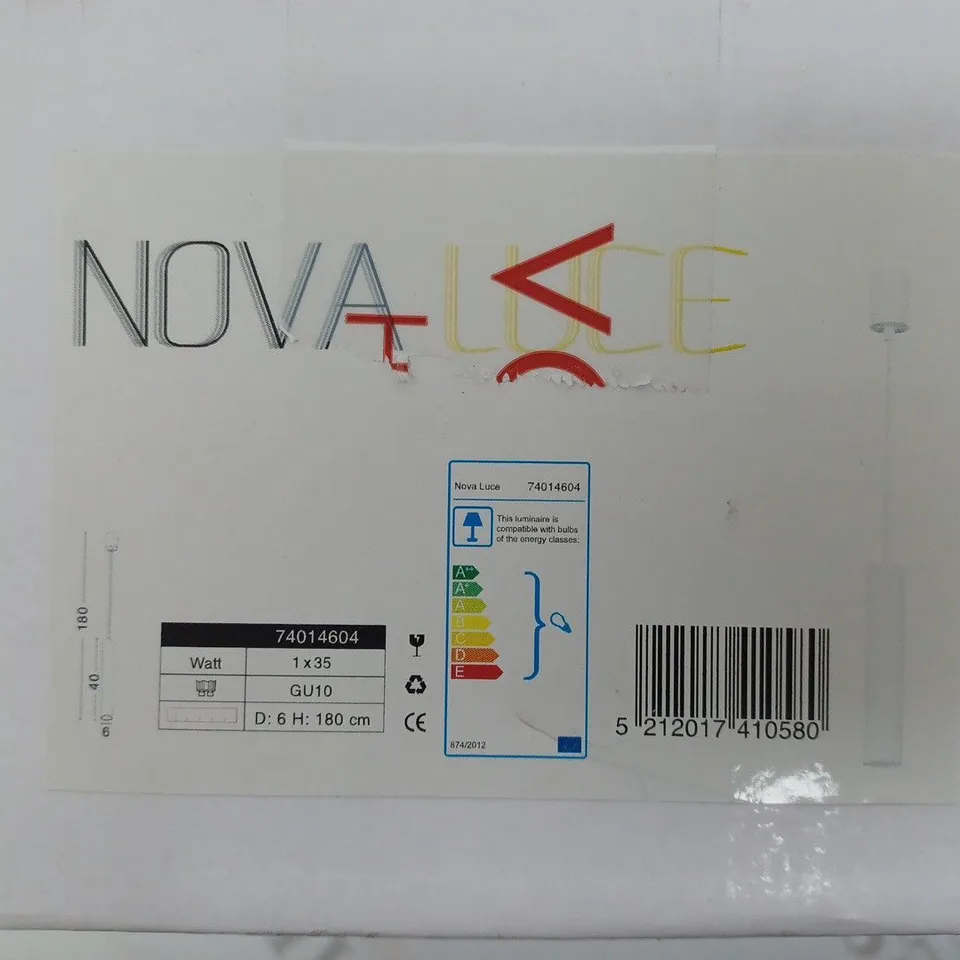 NOVA LUCE
Nova Luce 74014604
This luminaire is
compatible with bulbs
of the energy classes:
A++
A+
A
B
C
D
E
874/2012
180
40
6
74014604
Watt 1 x 35
GU10
D: 6 H: 180 cm
CE
5 212017 410580